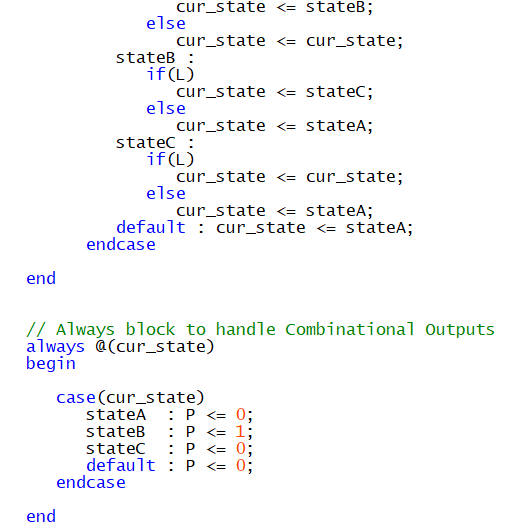 cur_state <= stateB;
else
cur_state <= cur_state;
stateB :
if(L)
cur_state <= stateC;
else
cur_state <= stateA;
stateC :
if(L)
cur_state <= cur_state;
else
cur_state <= stateA;
default : cur_state <= stateA;
endcase
end
// Always block to handle Combinational Outputs
always @(cur_state)
begin
case(cur_state)
stateA : P <= 0;
stateB : P <= 1;
stateC : P <= 0;
default : P <= 0;
endcase
end